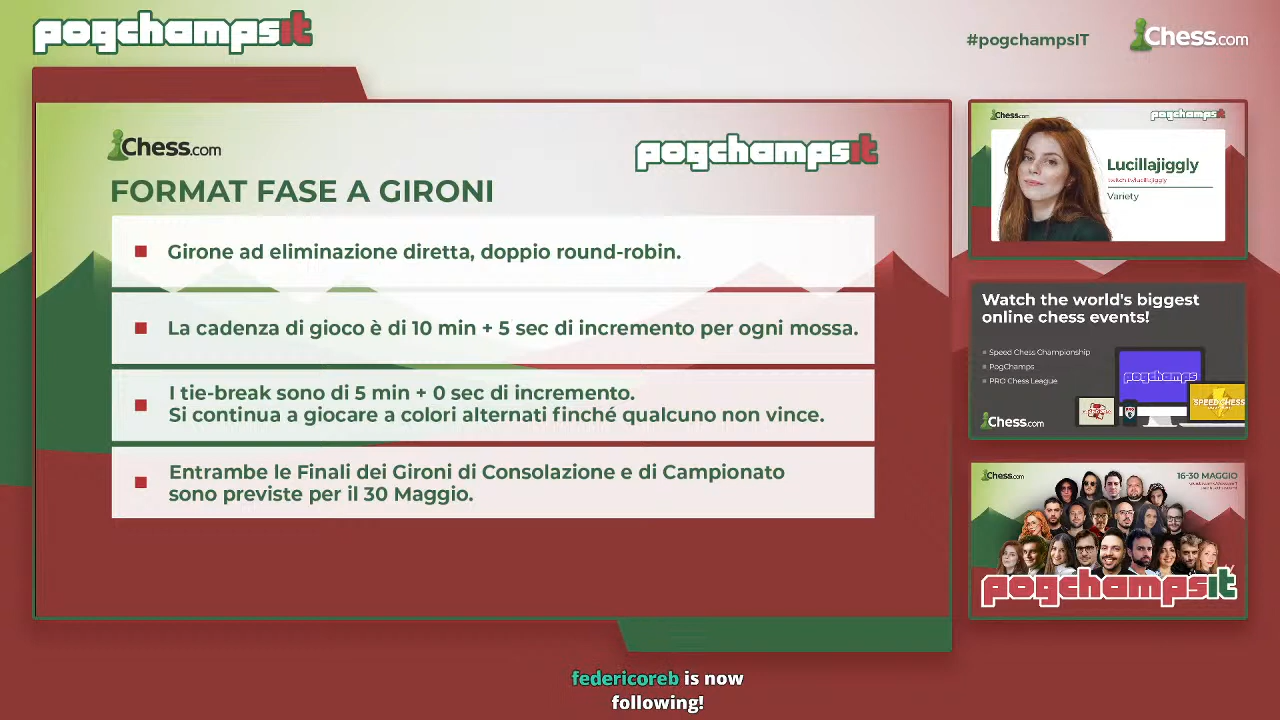 pogchampsit
#pogchampsIT
Chess.com
Chess.com
pogchampsit
FORMAT FASE A GIRONI
Girone ad eliminazione diretta, doppio round-robin.
La cadenza di gioco è di 10 min + 5 sec di incremento per ogni mossa.
I tie-break sono di 5 min + 0 sec di incremento.
Si continua a giocare a colori alternati finché qualcuno non vince.
Entrambe le Finali dei Gironi di Consolazione e di Campionato
sono previste per il 30 Maggio.
Chess.com
pogchampsit
Lucillajiggly
Variety
Watch the world's biggest
online chess events!
Speed Chess Championship
PogChamps
PRO Chess League
pogchamps
SPEED CHESS
Chess.com
Chess.com
16-30 MAGGIO
pogchampsit
federicoreb is now
following!